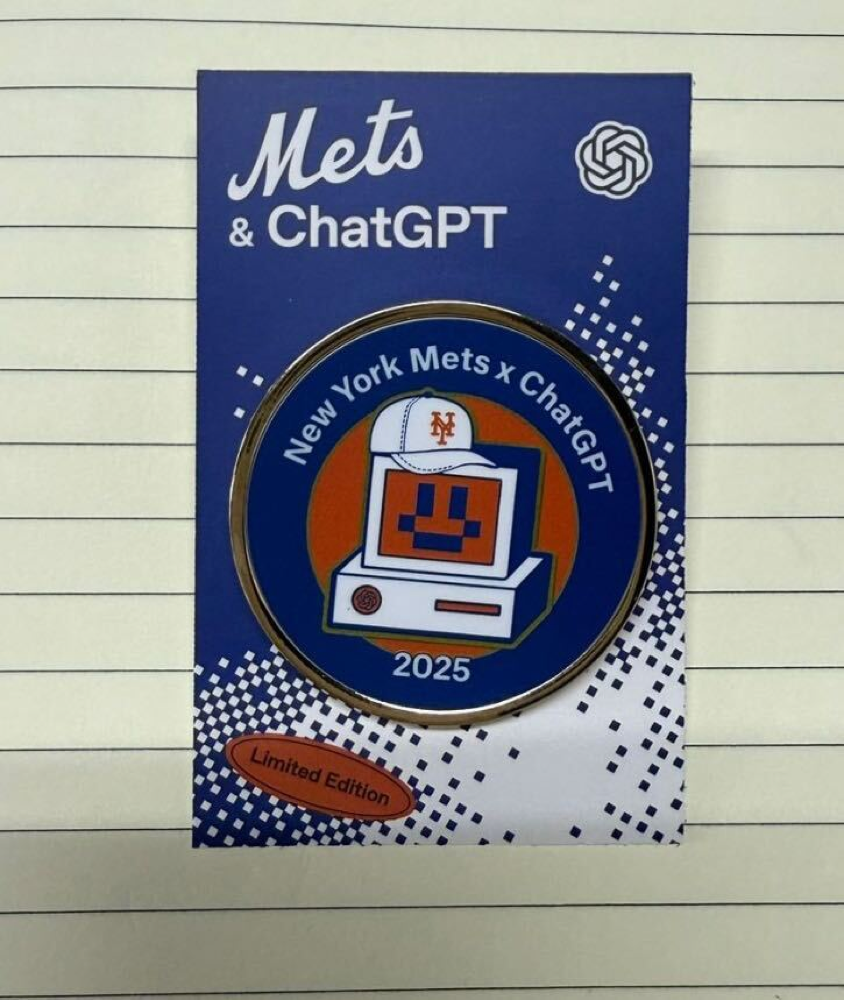 Mets
& ChatGPT
New York Mets x ChatGPT
NY
2025
Limited Edition